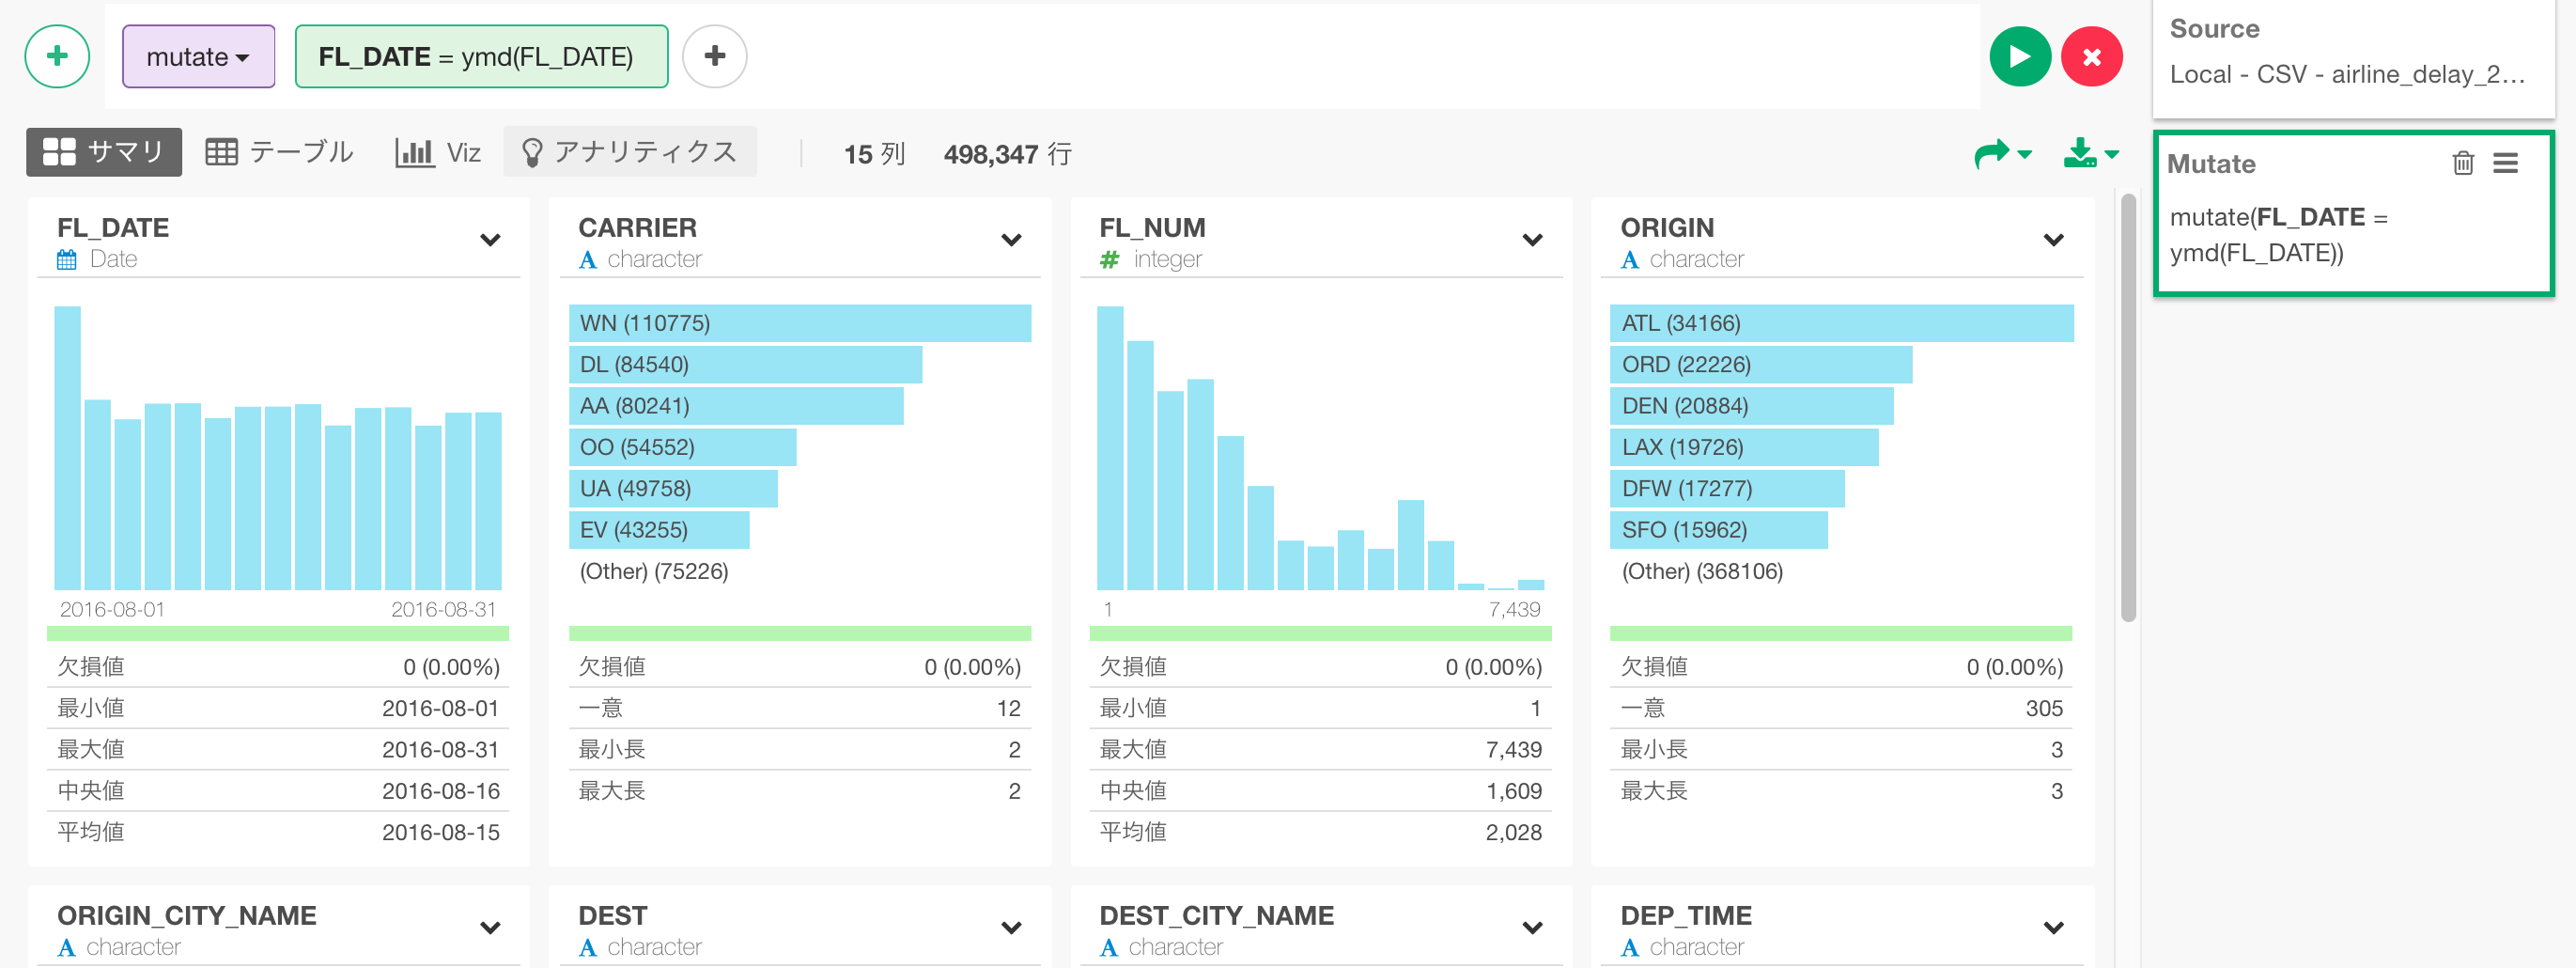 mutate
FL_DATE = ymd(FL_DATE)
Source
Local - CSV - airline_delay_2...
サマリ
テーブル
Viz
アナリティクス
15 列
498,347 行
Mutate
mutate(FL_DATE =
ymd(FL_DATE))
FL_DATE
Date
2016-08-01
2016-08-31
欠損値 0 (0.00%)
最小値 2016-08-01
最大値 2016-08-31
中央値 2016-08-16
平均値 2016-08-15
CARRIER
character
WN (110775)
DL (84540)
AA (80241)
OO (54552)
UA (49758)
EV (43255)
(Other) (75226)
欠損値 0 (0.00%)
一意 12
最小長 2
最大長 2
FL_NUM
integer
1
7,439
欠損値 0 (0.00%)
最小値 1
最大値 7,439
中央値 1,609
平均値 2,028
ORIGIN
character
ATL (34166)
ORD (22226)
DEN (20884)
LAX (19726)
DFW (17277)
SFO (15962)
(Other) (368106)
欠損値 0 (0.00%)
一意 305
最小長 3
最大長 3
ORIGIN_CITY_NAME
character
DEST
character
DEST_CITY_NAME
character
DEP_TIME
character